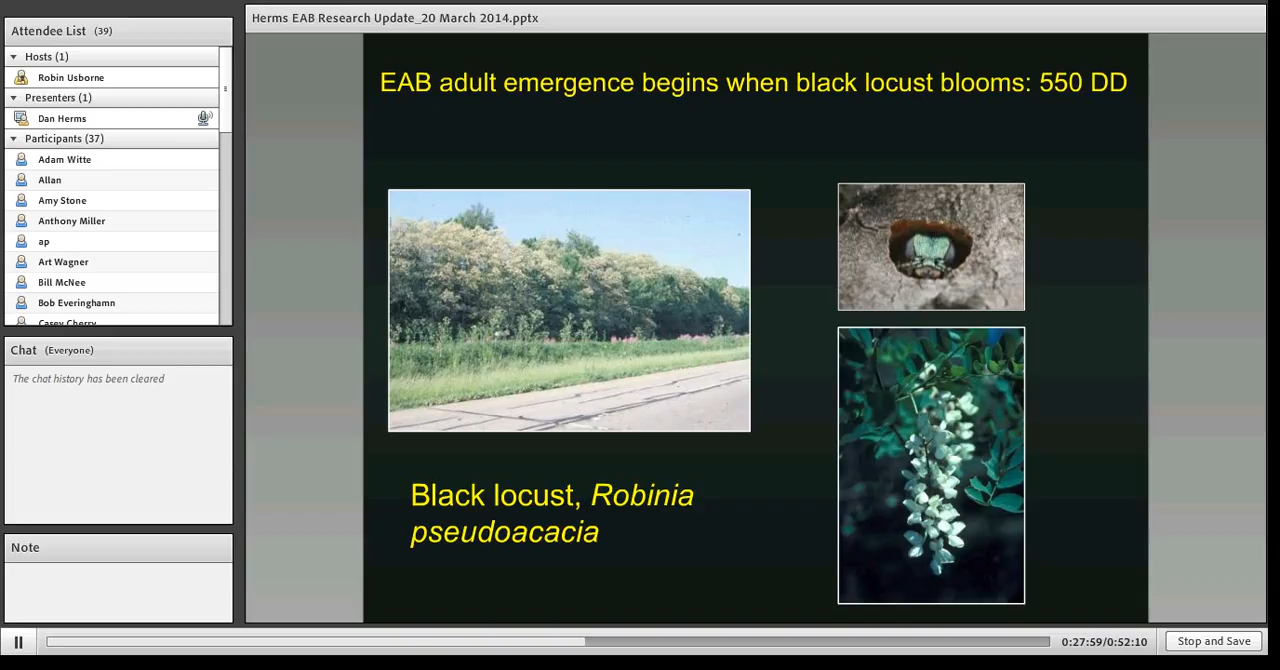 Herms EAB Research Update_20 March 2014.pptx
Attendee List (39)
Hosts (1)
Robin Usborne
Presenters (1)
Dan Herms
Participants (37)
Adam Witte
Allan
Amy Stone
Anthony Miller
ap
Art Wagner
Bill McNee
Bob Everinghamn
Casey Cherry
Chat (Everyone)
The chat history has been cleared
Note
EAB adult emergence begins when black locust blooms: 550 DD
Black locust, Robinia
pseudoacacia
0:27:59/0:52:10
Stop and Save